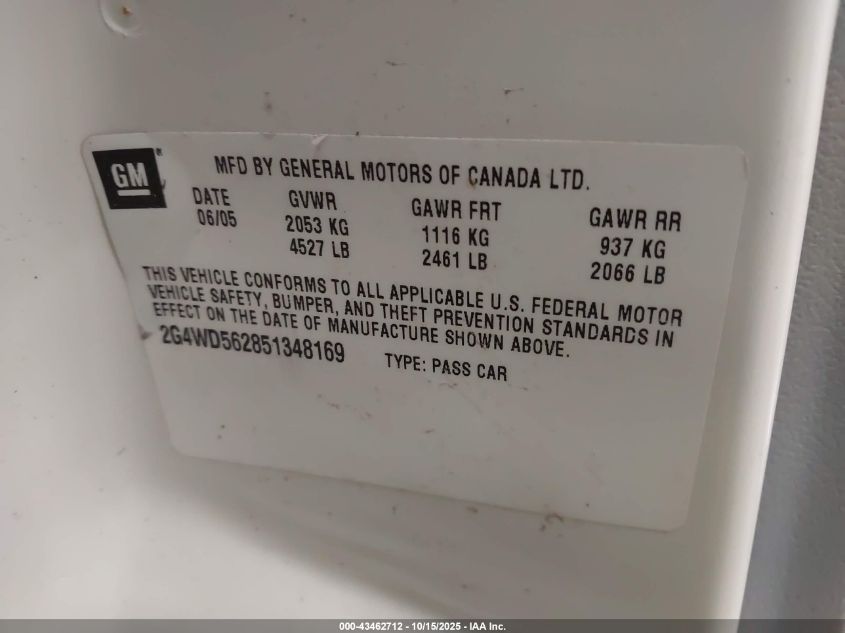 GM
MFD BY GENERAL MOTORS OF CANADA LTD.
DATE GVWR GAWR FRT GAWR RR
06/05 2053 KG 1116 KG 937 KG
4527 LB 2461 LB 2066 LB
THIS VEHICLE CONFORMS TO ALL APPLICABLE U.S. FEDERAL MOTOR
VEHICLE SAFETY, BUMPER, AND THEFT PREVENTION STANDARDS IN
EFFECT ON THE DATE OF MANUFACTURE SHOWN ABOVE.
2G4WD562851348169 TYPE: PASS CAR
000-43462712 - 10/15/2025 - IAA Inc.